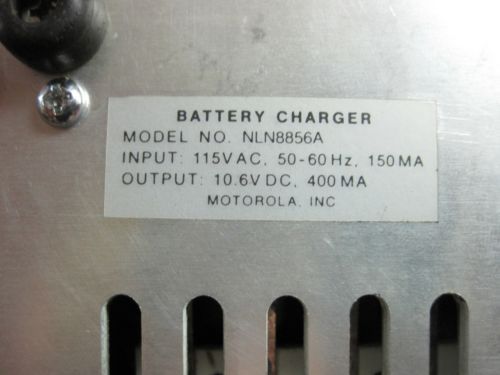 BATTERY CHARGER
MODEL NO. NLN8856A
INPUT: 115VAC, 50-60Hz, 150MA
OUTPUT: 10.6VDC, 400MA
MOTOROLA, INC